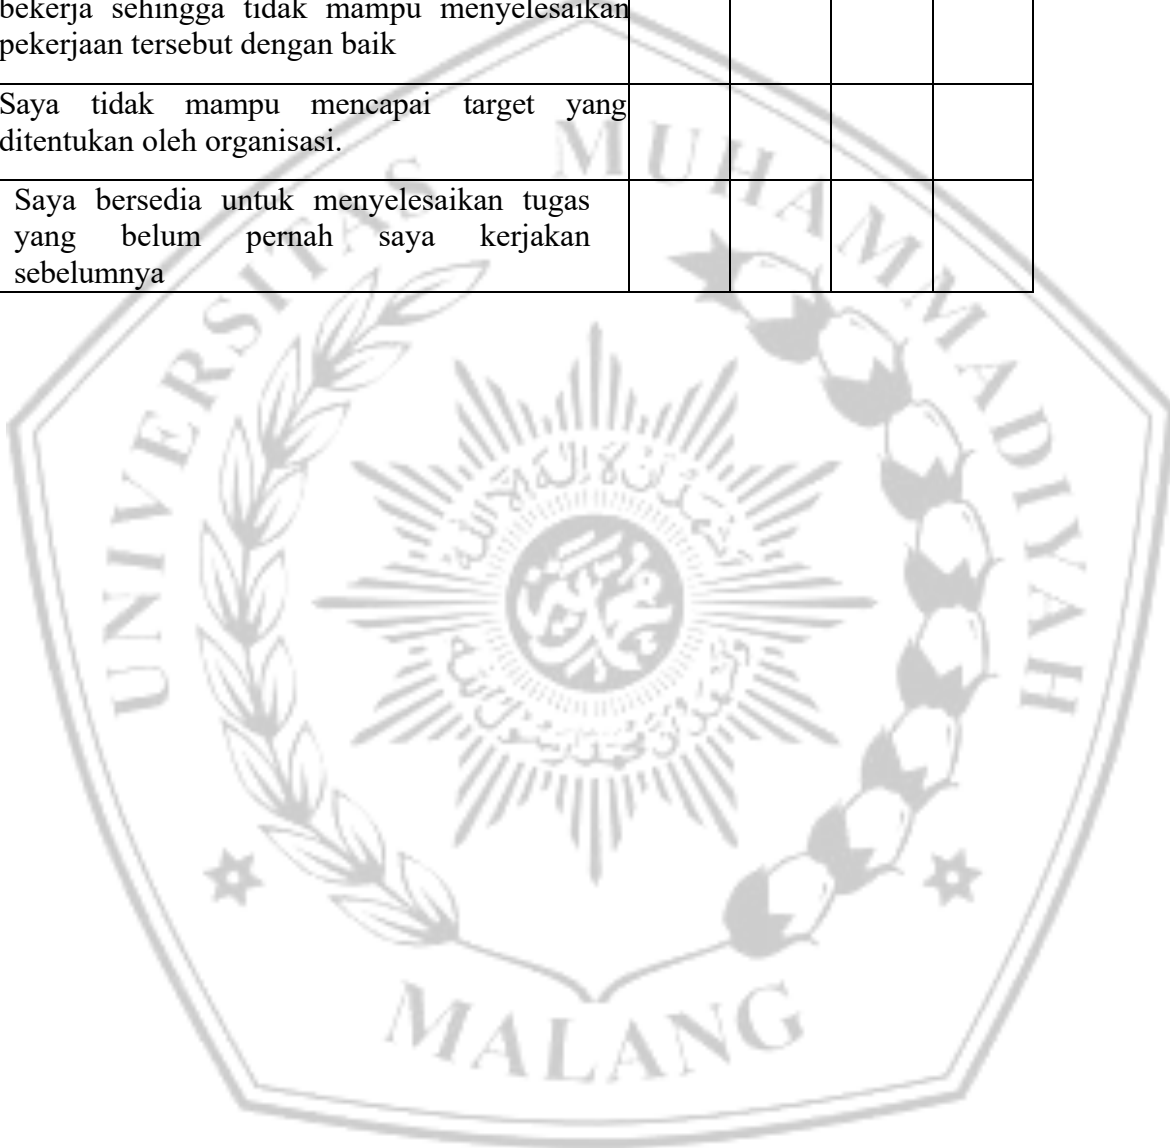 bekerja sehingga tidak mampu menyelesaikan
pekerjaan tersebut dengan baik
Saya tidak mampu mencapai target yang
ditentukan oleh organisasi.
Saya bersedia untuk menyelesaikan tugas
yang belum pernah saya kerjakan
sebelumnya
UNIVERSITAS MUHAMMADIYAH
MALANG